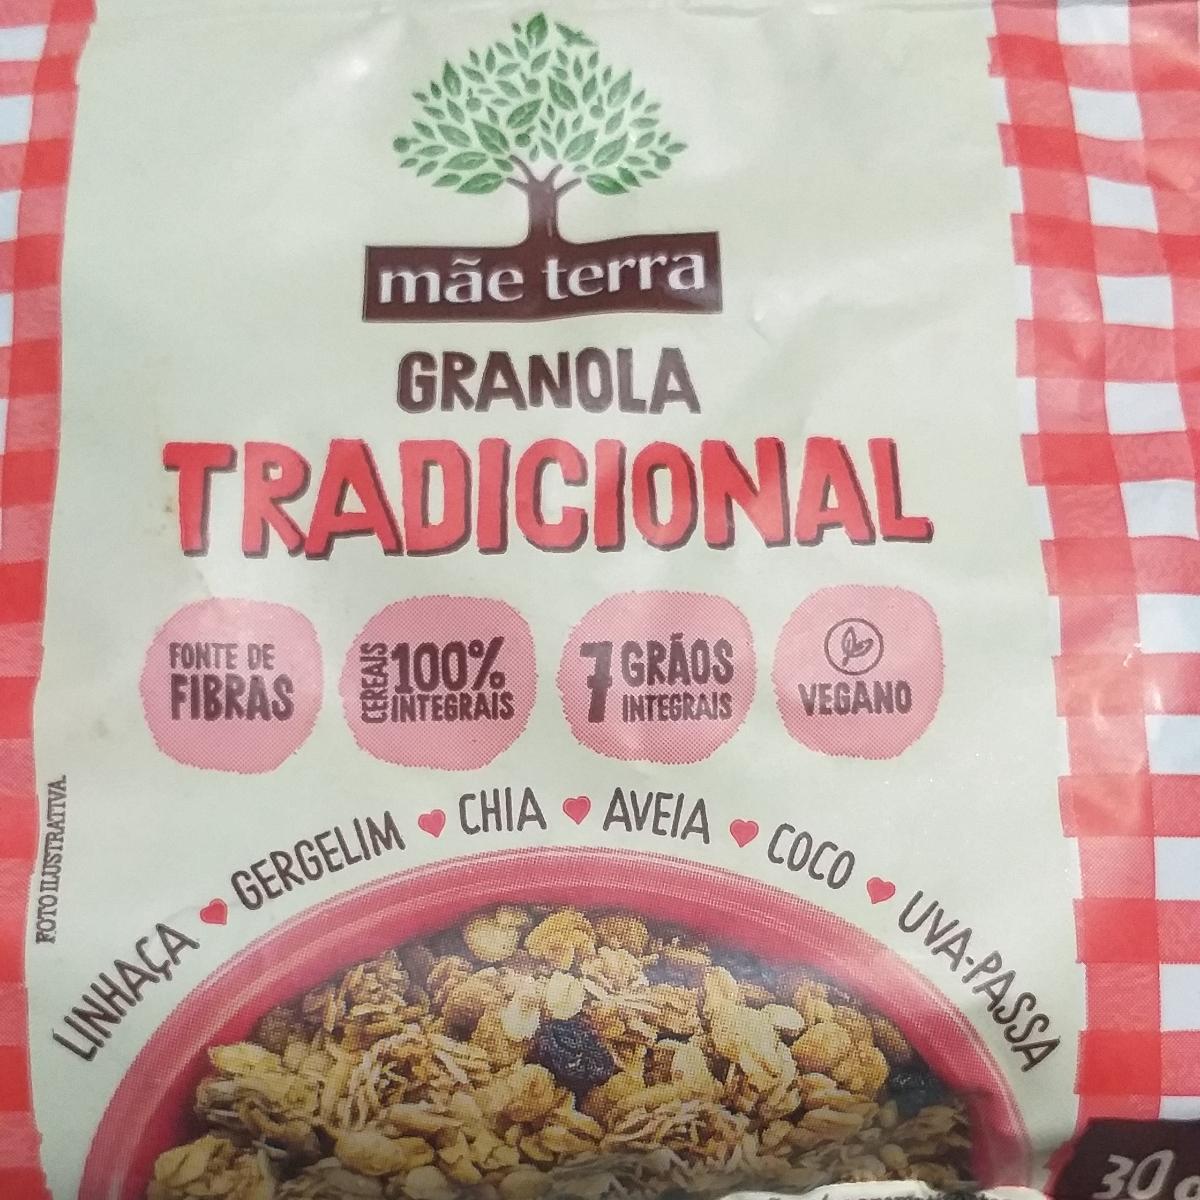 mãe terra
GRANOLA
TRADICIONAL
FONTE DE
FIBRAS
CEREAIS
100%
INTEGRAIS
7 GRÃOS
INTEGRAIS
VEGANO
LINHAÇA ♥ GERGELIM ♥ CHIA ♥ AVEIA ♥ COCO ♥ UVA-PASSA
FOTO ILUSTRATIVA.
30